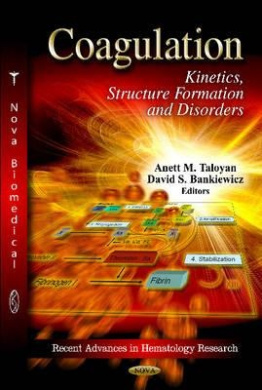 Coagulation
Kinetics,
Structure Formation
and Disorders
Anett M. Taloyan
David S. Bankiewicz
Editors
Nova Biomedical
4. Stabilization
Fibrinogen
Fibrin
Recent Advances in Hematology Research
NOVA